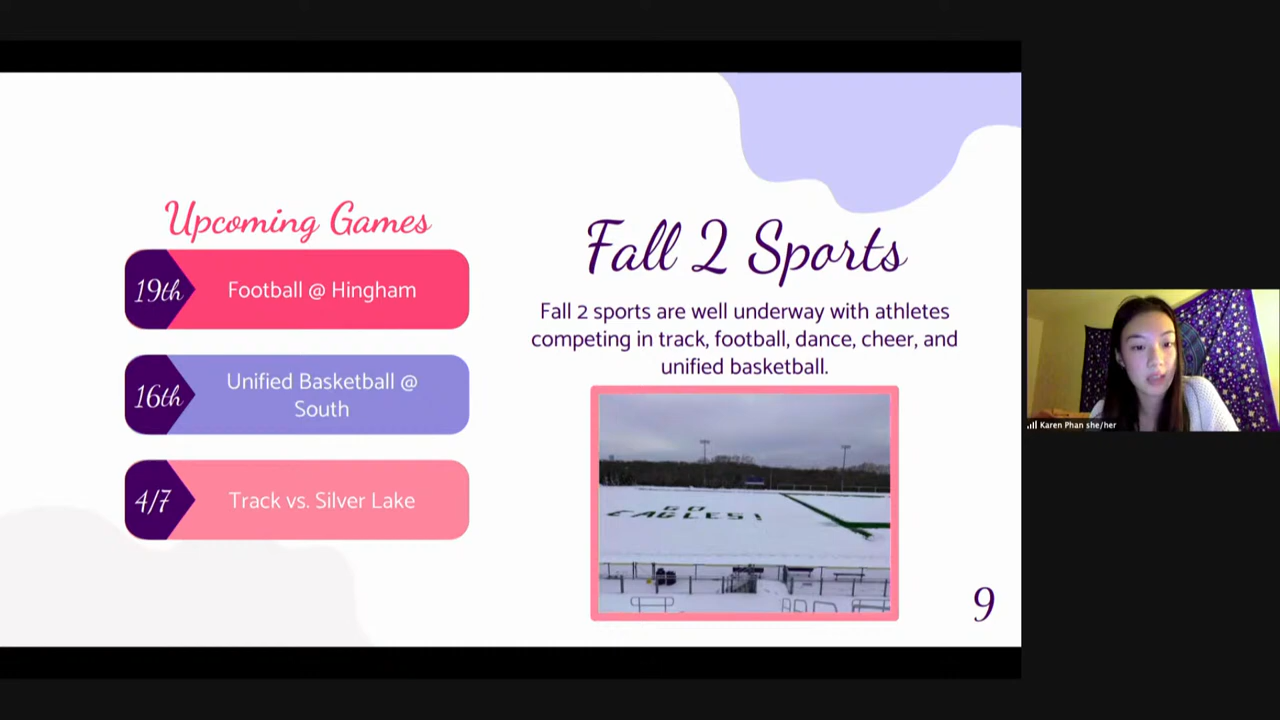 Upcoming Games
19th
Football @ Hingham
16th
Unified Basketball @
South
4/7
Track vs. Silver Lake
Fall 2 Sports
Fall 2 sports are well underway with athletes
competing in track, football, dance, cheer, and
unified basketball.
GO
EAGLES!
9
Karen Phan she/her